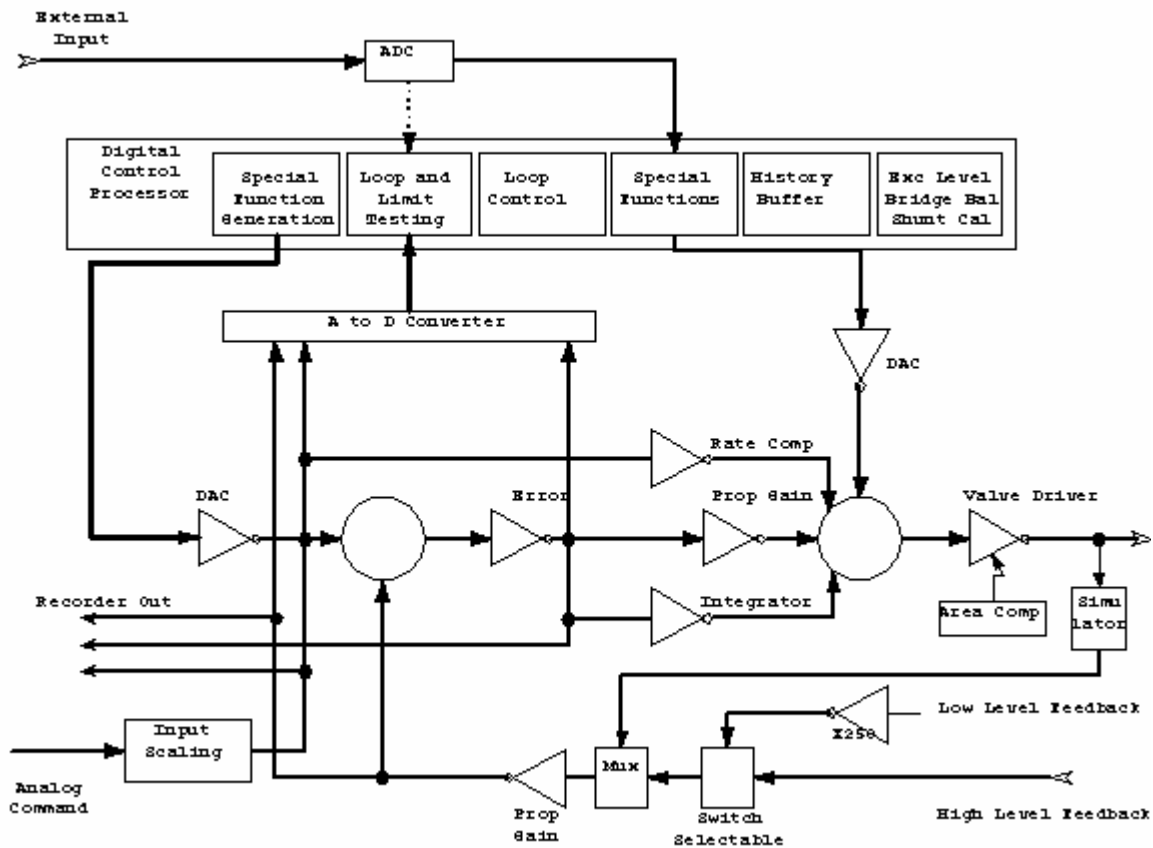 External
Input
ADC
Digital
Control
Processor
Special
Function
Generation
Loop and
Limit
Testing
Loop
Control
Special
Functions
History
Buffer
Exc Level
Bridge Bal
Shunt Cal
A to D Converter
DAC
Rate Comp
DAC
Error
Prop Gain
Valve Driver
Recorder Out
Integrator
Area Comp
Simu
lator
Input
Scaling
X250
Low Level Feedback
Mux
Analog
Command
Prop
Gain
Switch
Selectable
High Level Feedback